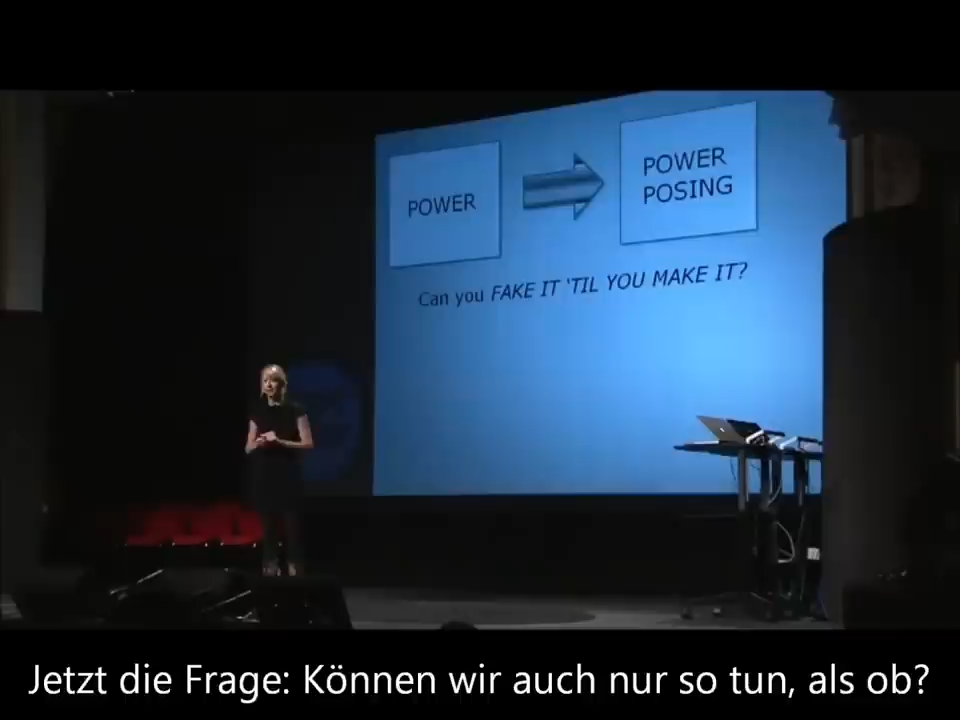 POWER
POWER
POSING
Can you FAKE IT 'TIL YOU MAKE IT?
Jetzt die Frage: Können wir auch nur so tun, als ob?